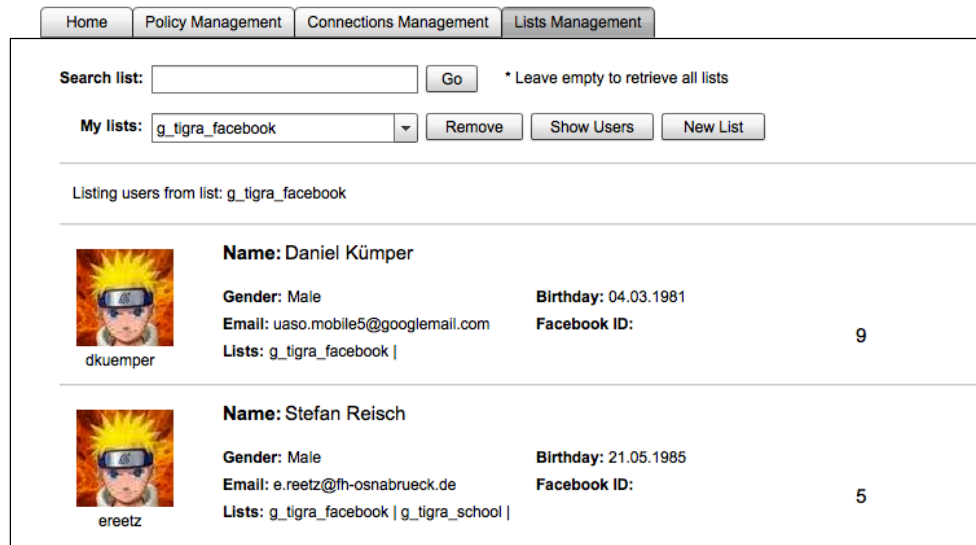 Home Policy Management Connections Management Lists Management
Search list: Go * Leave empty to retrieve all lists
My lists: g_tigra_facebook Remove Show Users New List
Listing users from list: g_tigra_facebook
Name: Daniel Kümper
Gender: Male Birthday: 04.03.1981
Email: uaso.mobile5@googlemail.com Facebook ID:
9
Lists: g_tigra_facebook |
dkuemper
Name: Stefan Reisch
Gender: Male Birthday: 21.05.1985
Email: e.reetz@fh-osnabrueck.de Facebook ID:
5
Lists: g_tigra_facebook | g_tigra_school |
ereetz